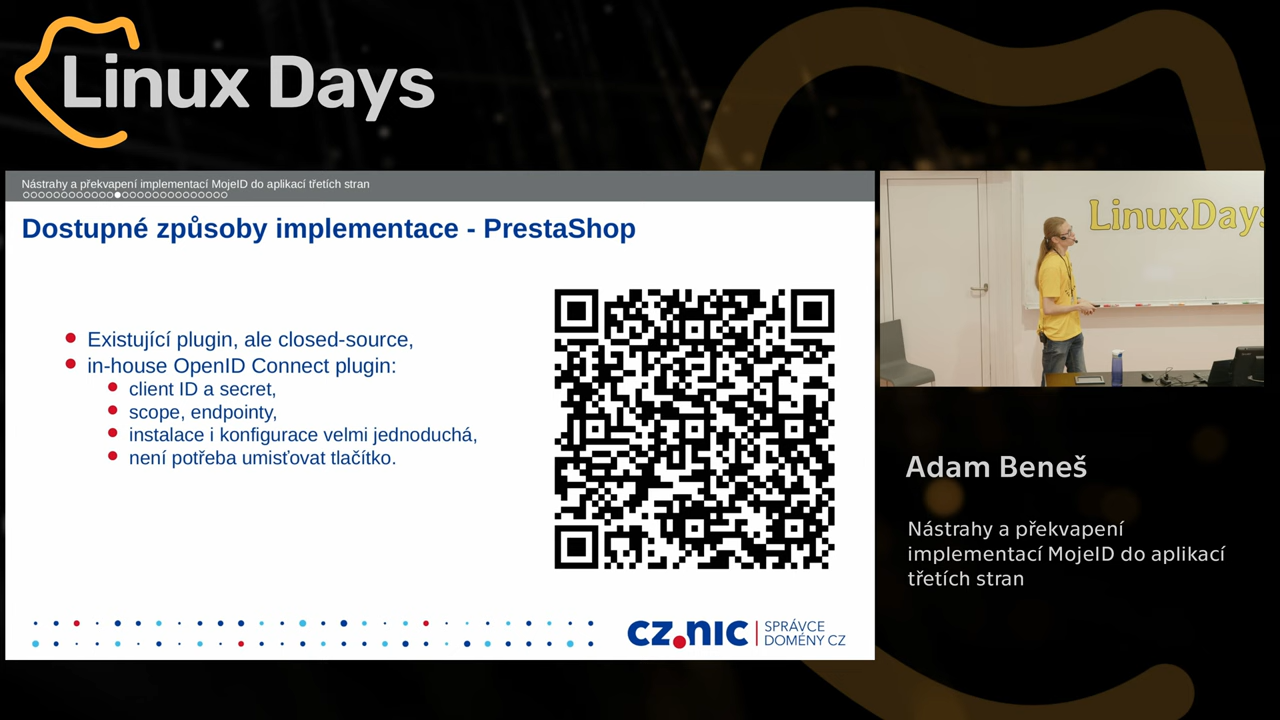 Linux Days
Nástrahy a překvapení implementací MojeID do aplikací třetích stran
Dostupné způsoby implementace - PrestaShop
Existující plugin, ale closed-source,
in-house OpenID Connect plugin:
client ID a secret,
scope, endpointy,
instalace i konfigurace velmi jednoduchá,
není potřeba umisťovat tlačítko.
CZ.NIC
SPRÁVCE
DOMÉNY CZ
LinuxDays
Adam Beneš
Nástrahy a překvapení
implementací MojeID do aplikací
třetích stran